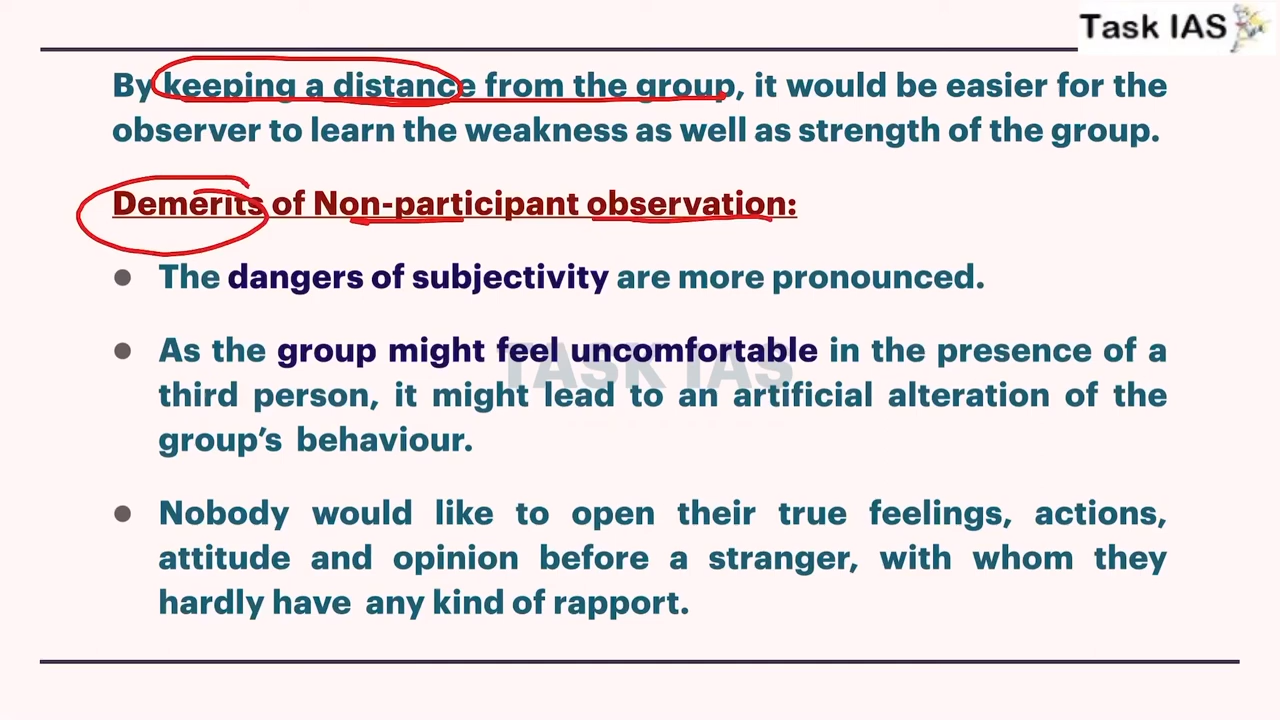 Task IAS
By keeping a distance from the group, it would be easier for the
observer to learn the weakness as well as strength of the group.
Demerits of Non-participant observation:
● The dangers of subjectivity are more pronounced.
● As the group might feel uncomfortable in the presence of a
third person, it might lead to an artificial alteration of the
TASK IAS
group's behaviour.
● Nobody would like to open their true feelings, actions,
attitude and opinion before a stranger, with whom they
hardly have any kind of rapport.